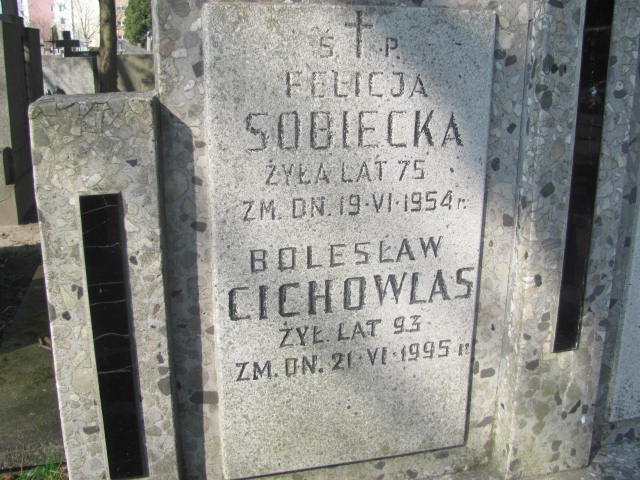 Ś. P.
FELICJA
SOBIECKA
ŻYŁA LAT 75
ZM. DN. 19·VI·1954 r.
BOLESŁAW
CICHOWLAS
ŻYŁ LAT 93
ZM. DN. 21·VI·1995 r.